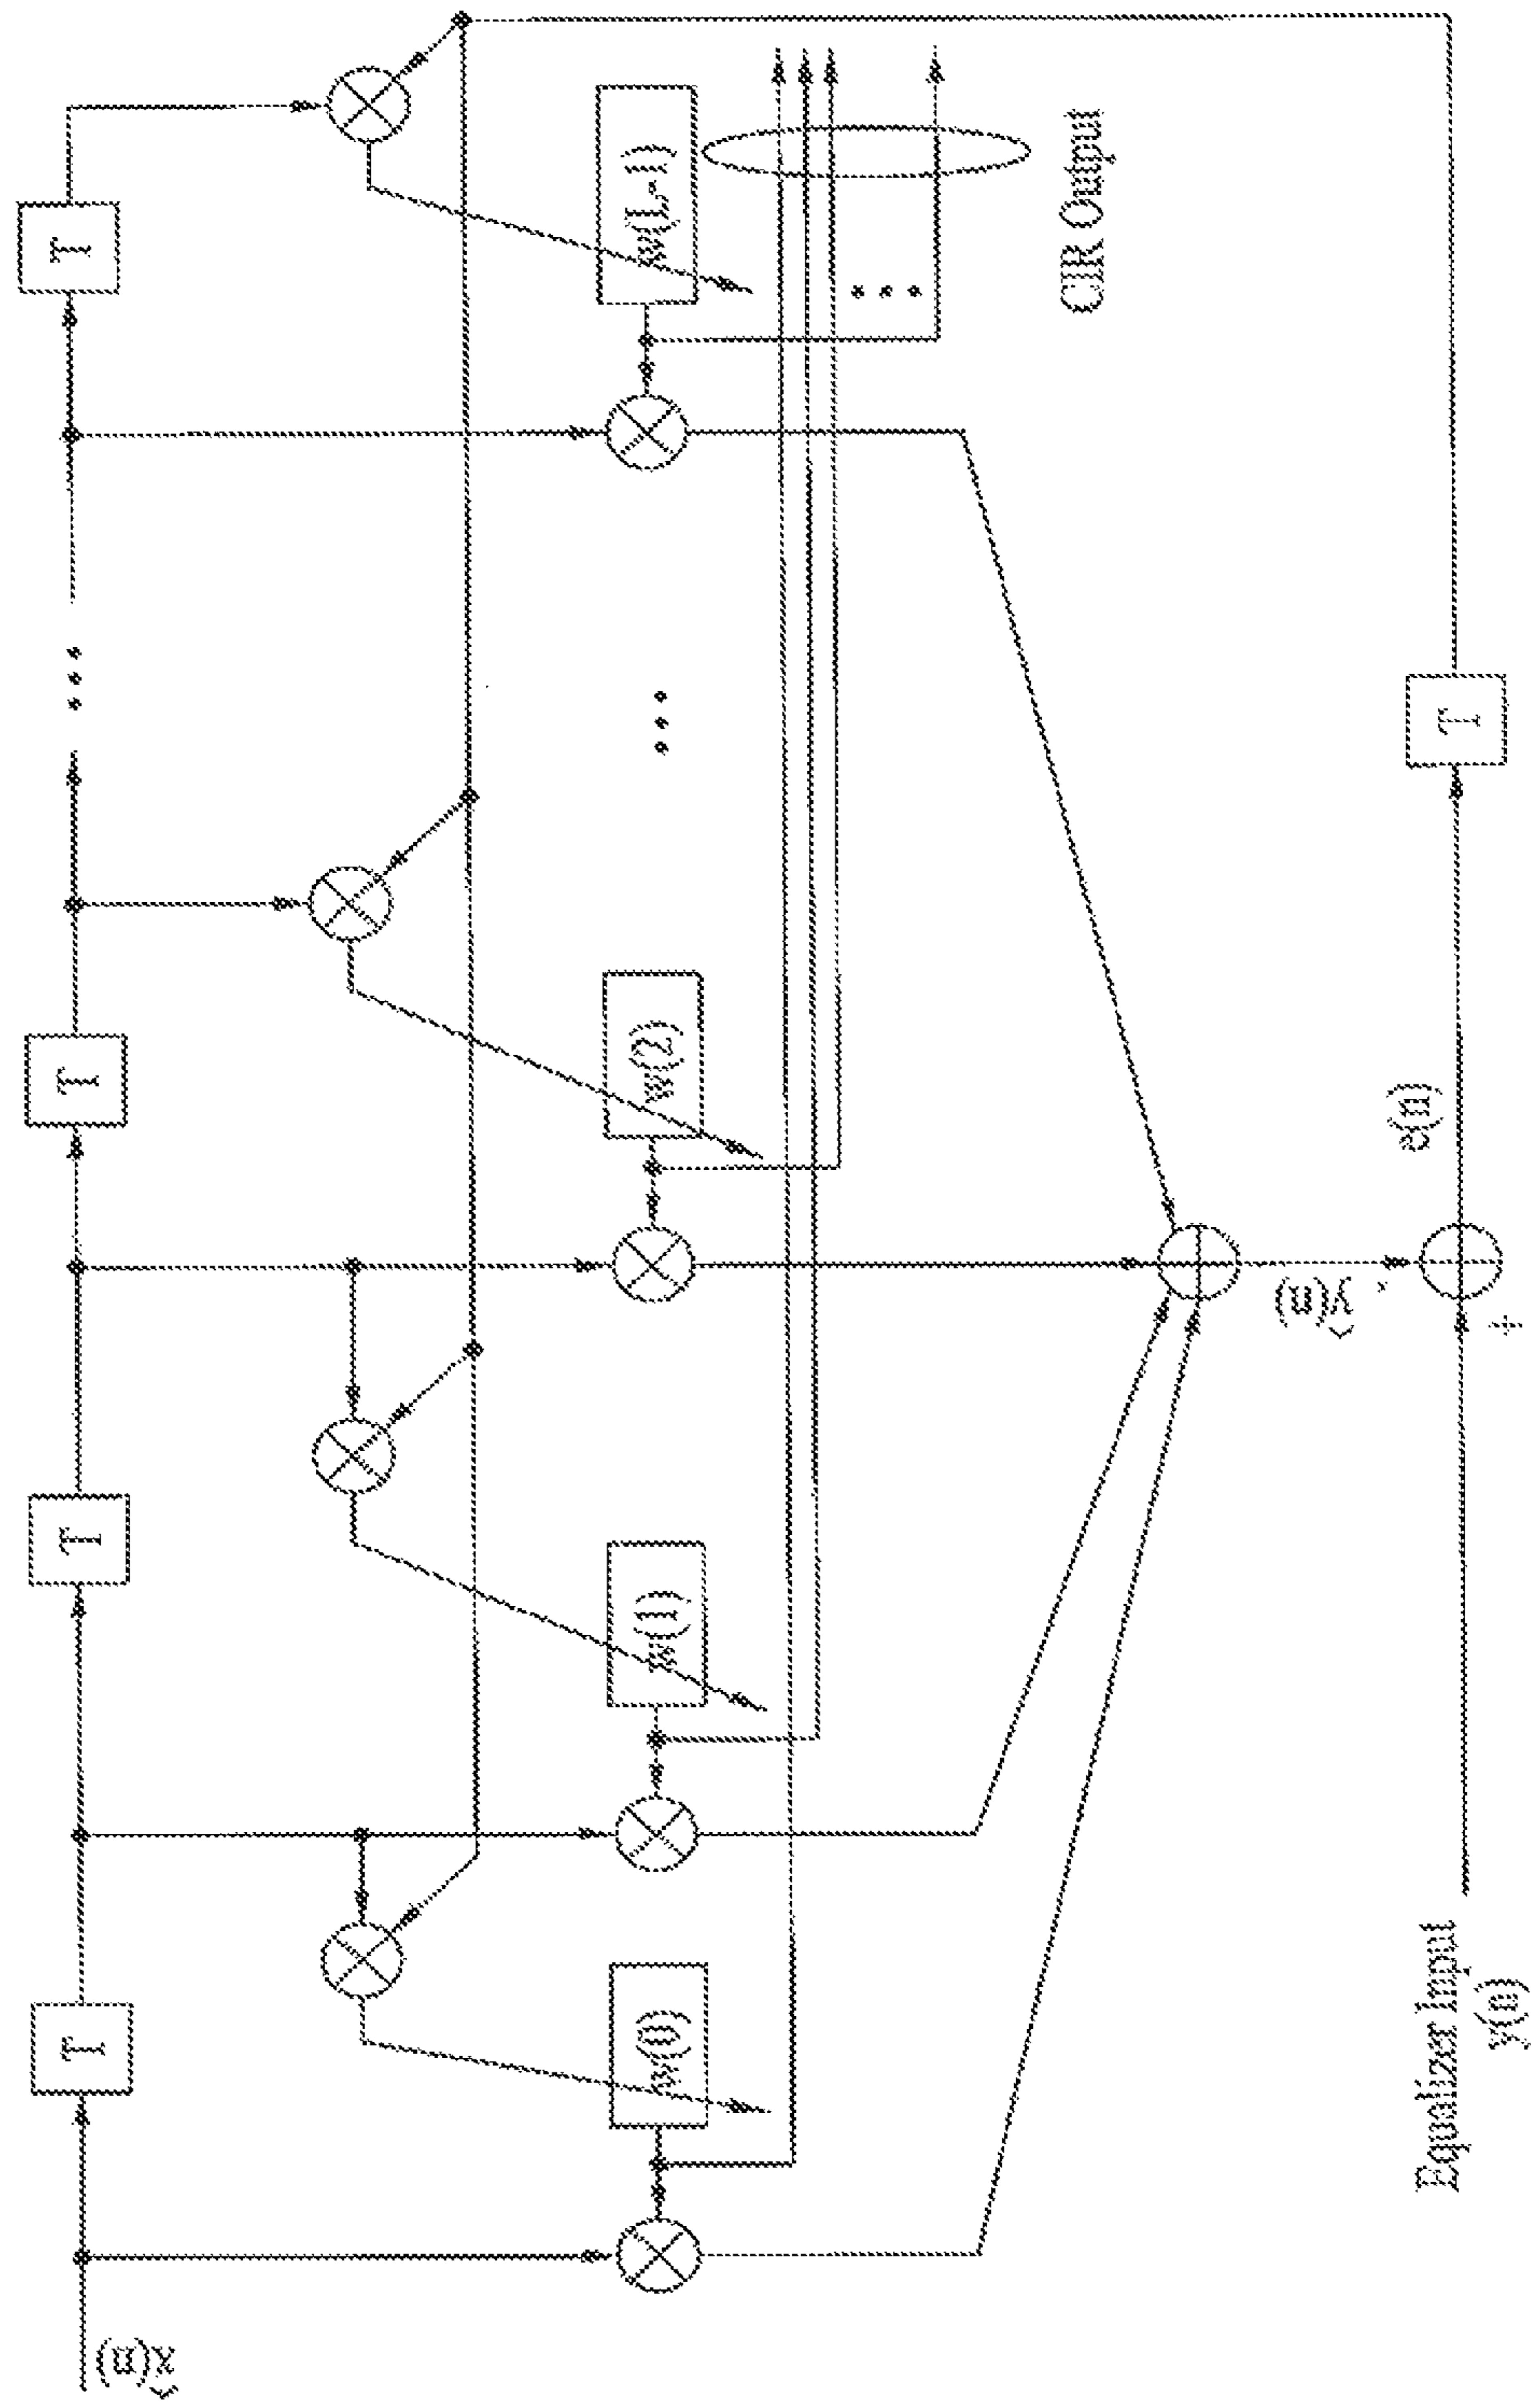 x̂(n)
T
T
T
T
w(0)
w(1)
w(2)
...
w(L-1)
...
...
CIR Output
ŷ(n)
-
+
e(n)
T
Equalizer Input
y(n)